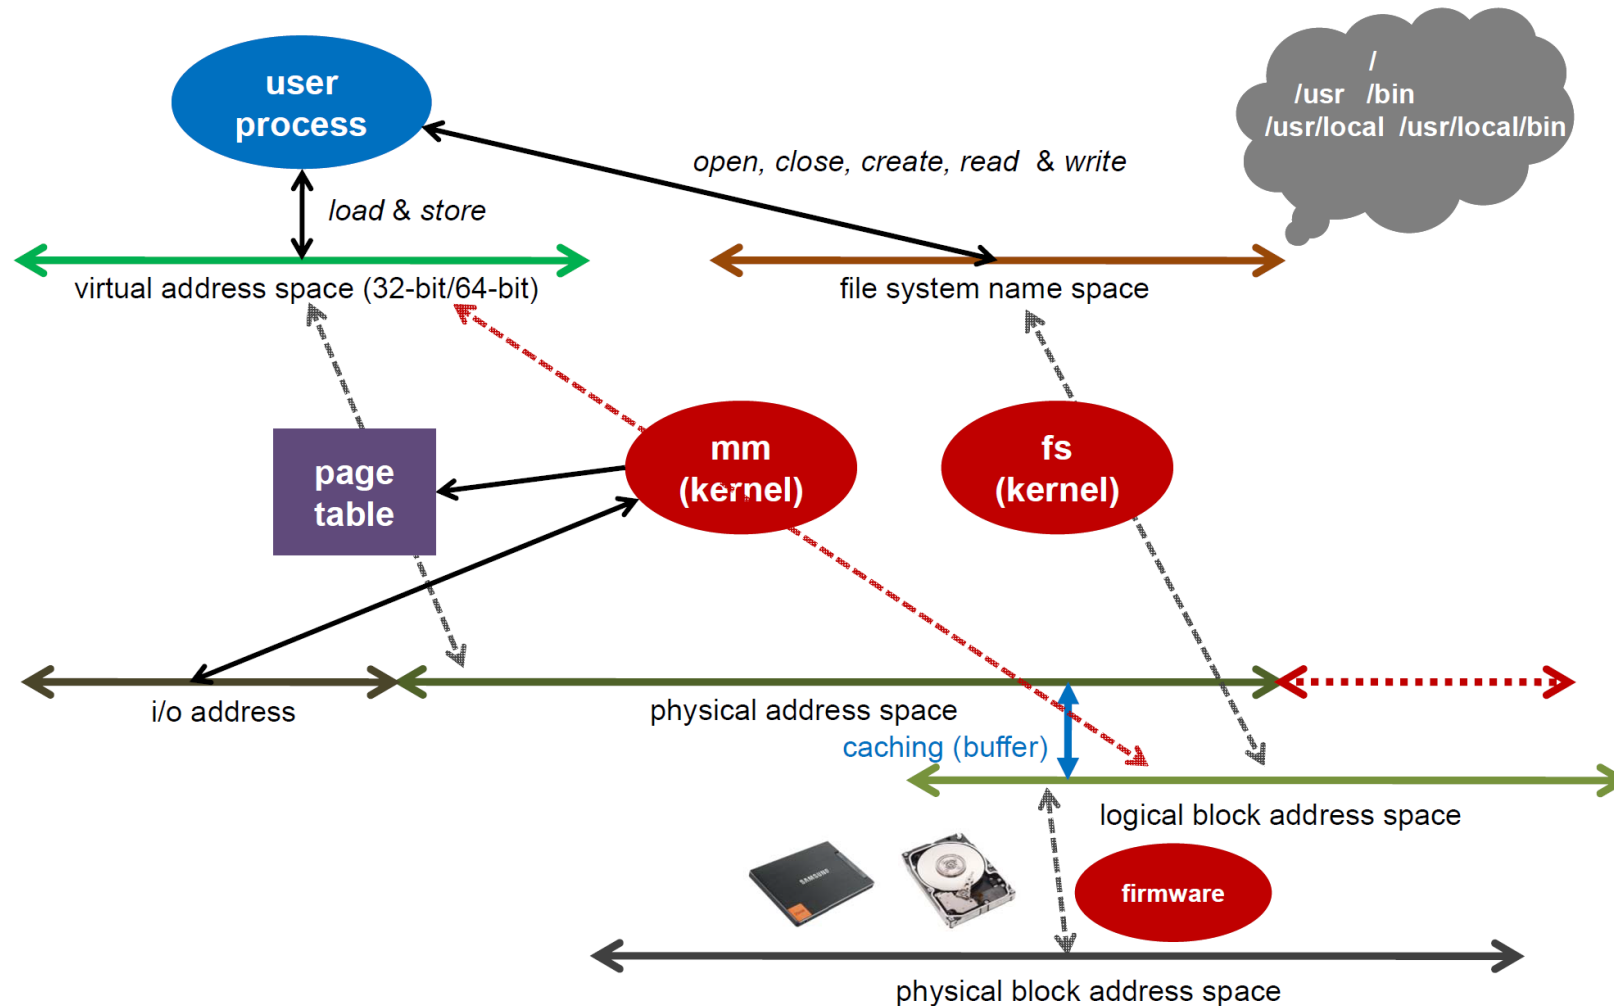 /
/usr /bin
/usr/local /usr/local/bin
user
process
open, close, create, read & write
load & store
virtual address space (32-bit/64-bit)
file system name space
page
table
mm
(kernel)
fs
(kernel)
i/o address
physical address space
caching (buffer)
logical block address space
SAMSUNG
firmware
physical block address space